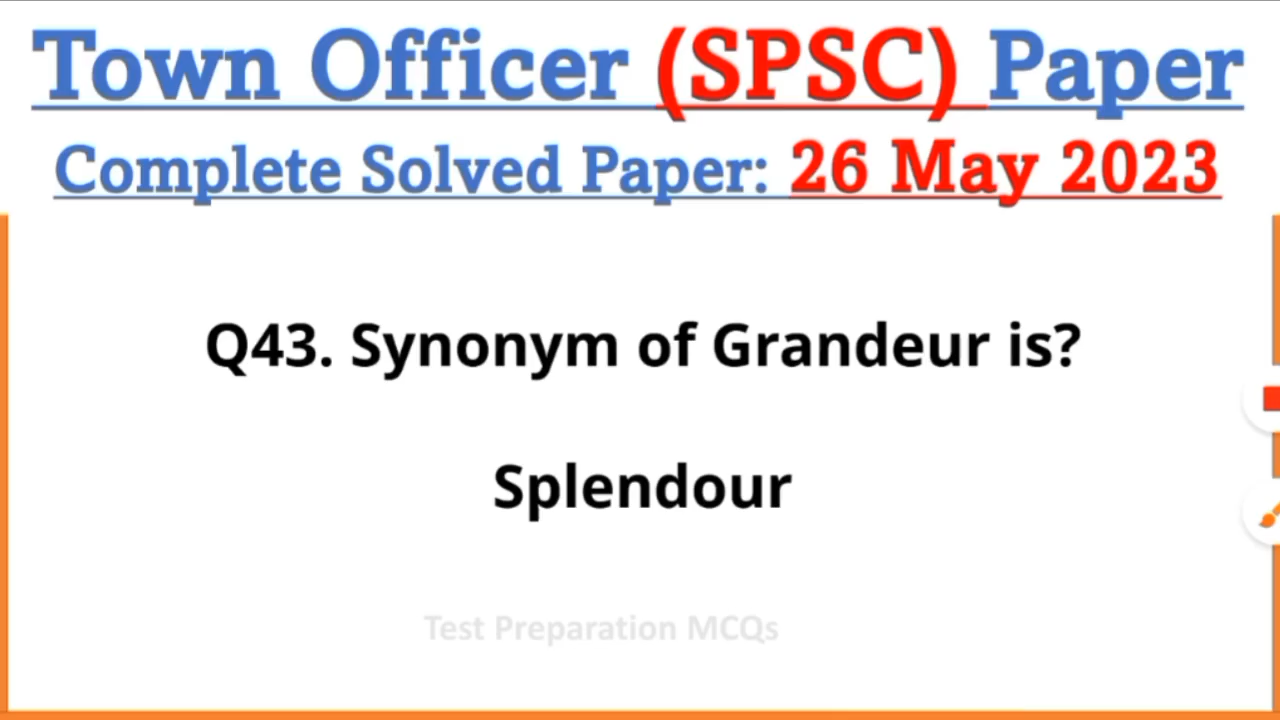 Town Officer (SPSC) Paper
Complete Solved Paper: 26 May 2023
Q43. Synonym of Grandeur is?
Splendour
Test Preparation MCQs